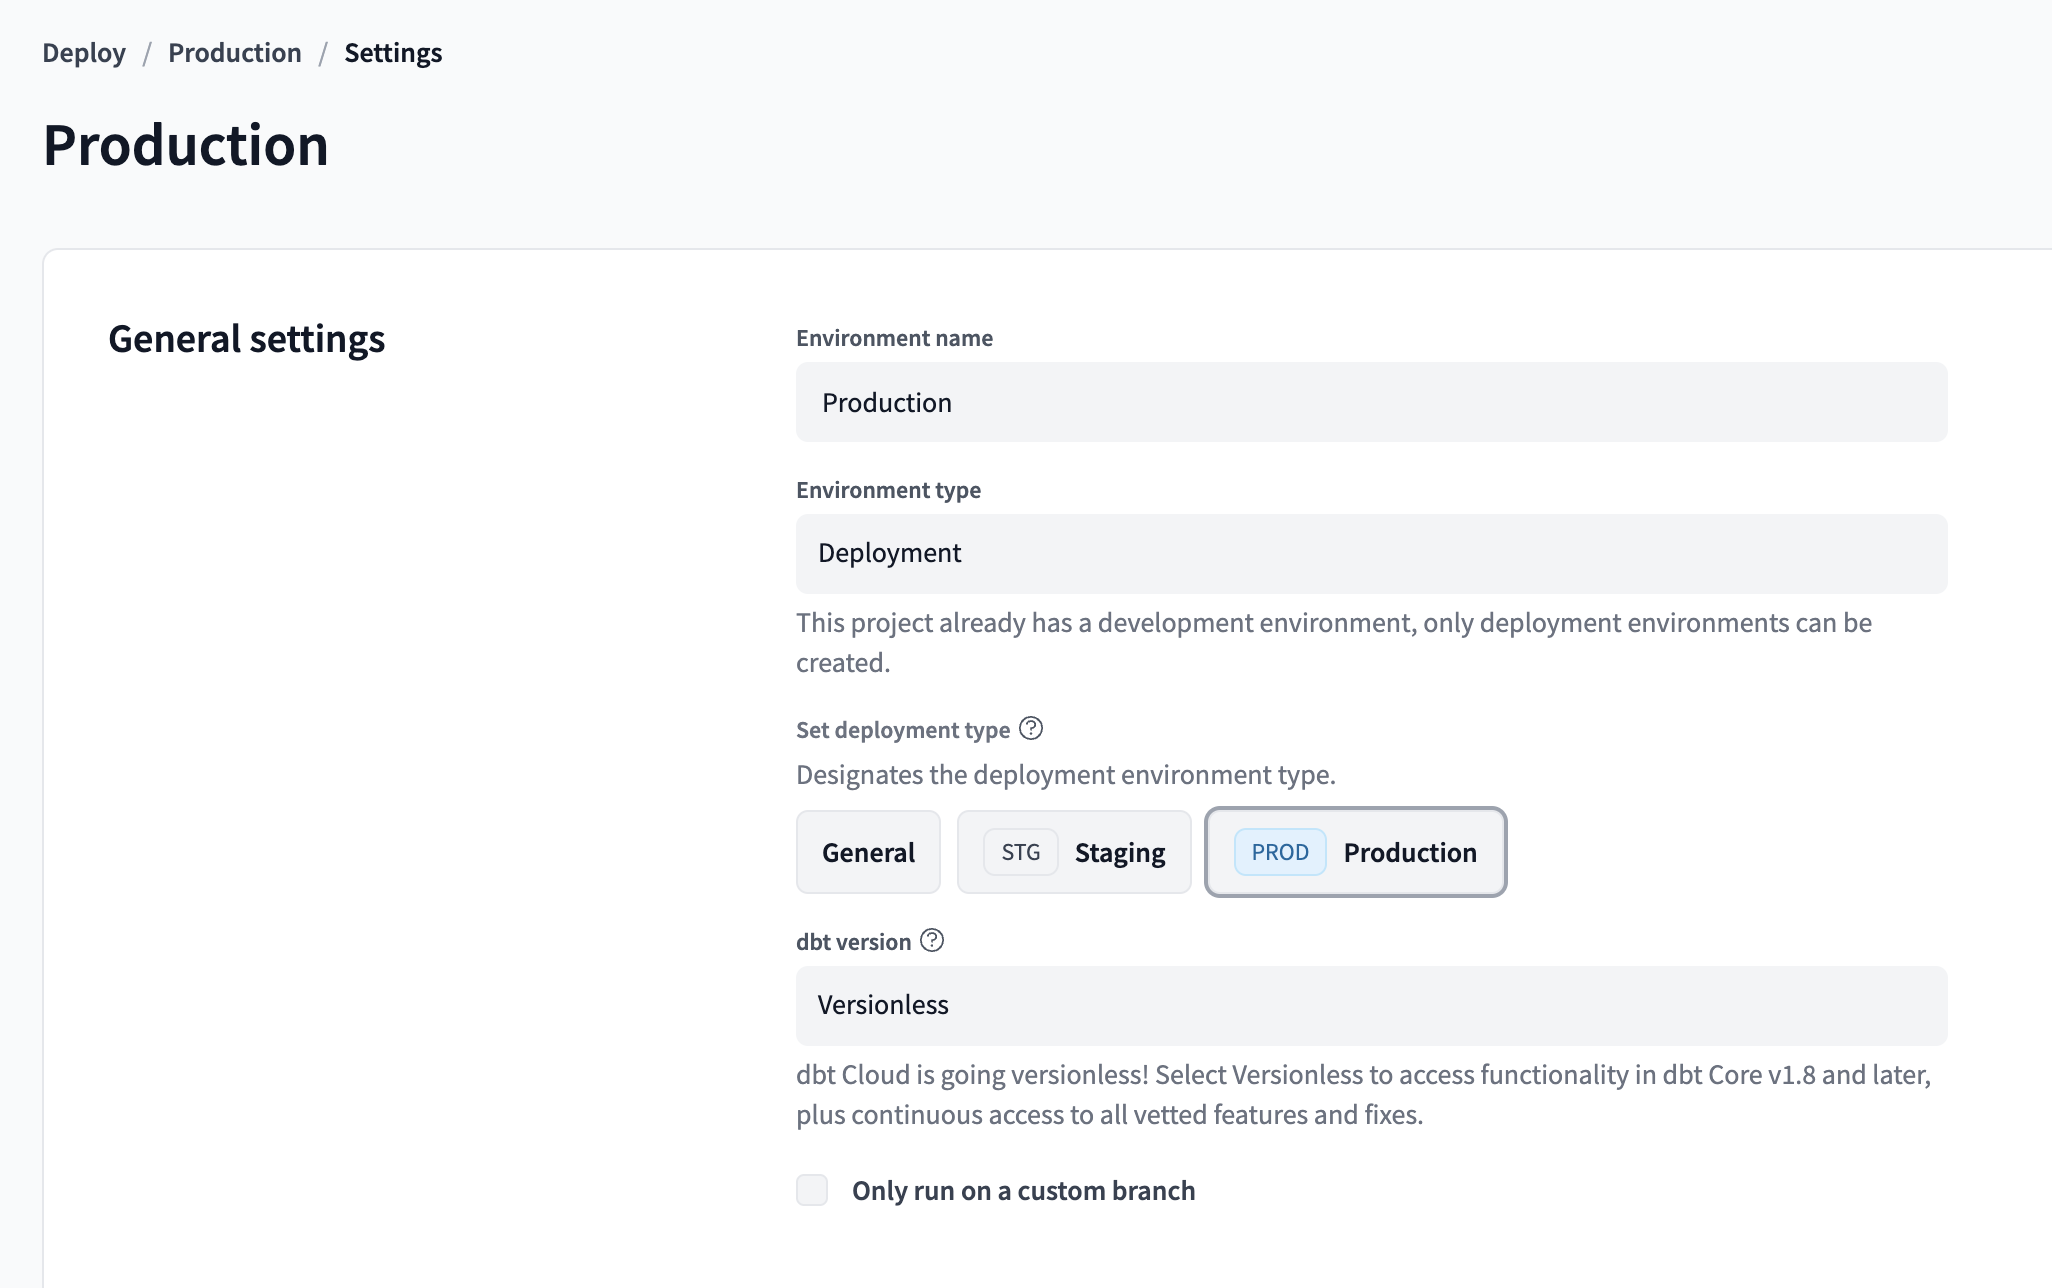 Deploy / Production / Settings
Production
General settings
Environment name
Production
Environment type
Deployment
This project already has a development environment, only deployment environments can be
created.
Set deployment type
Designates the deployment environment type.
General STG Staging PROD Production
dbt version
Versionless
dbt Cloud is going versionless! Select Versionless to access functionality in dbt Core v1.8 and later,
plus continuous access to all vetted features and fixes.
Only run on a custom branch